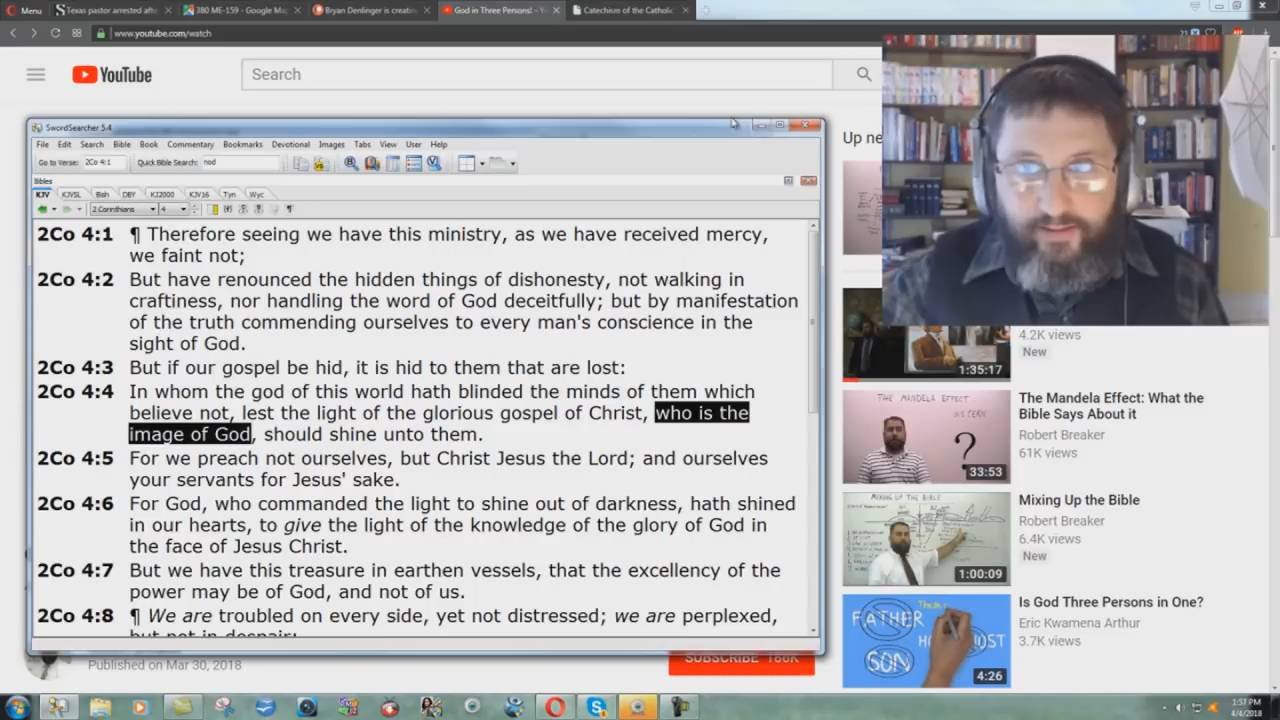 Menu
Texas pastor arrested afte
380 ME-159 - Google Ma
Bryan Denlinger is creatin
God in Three Persons! - Y
Catechism of the Catholic
www.youtube.com/watch
YouTube
Search
SwordSearcher 5.4
File Edit Search Bible Book Commentary Bookmarks Devotional Images Tabs View User Help
Go to Verse: 2Co 4:1 Quick Bible Search: nod
Bibles
KJV KJVSL Bish DBY KJ2000 KJV16 Tyn Wyc
2 Corinthians 4
2Co 4:1 ¶ Therefore seeing we have this ministry, as we have received mercy,
we faint not;
2Co 4:2 But have renounced the hidden things of dishonesty, not walking in
craftiness, nor handling the word of God deceitfully; but by manifestation
of the truth commending ourselves to every man's conscience in the
sight of God.
2Co 4:3 But if our gospel be hid, it is hid to them that are lost:
2Co 4:4 In whom the god of this world hath blinded the minds of them which
believe not, lest the light of the glorious gospel of Christ, who is the
image of God, should shine unto them.
2Co 4:5 For we preach not ourselves, but Christ Jesus the Lord; and ourselves
your servants for Jesus' sake.
2Co 4:6 For God, who commanded the light to shine out of darkness, hath shined
in our hearts, to give the light of the knowledge of the glory of God in
the face of Jesus Christ.
2Co 4:7 But we have this treasure in earthen vessels, that the excellency of the
power may be of God, and not of us.
2Co 4:8 ¶ We are troubled on every side, yet not distressed; we are perplexed,
but not in despair;
Published on Mar 30, 2018
SUBSCRIBE 166K
Up ne
4.2K views
New
1:35:17
THE MANDELA EFFECT
?
33:53
The Mandela Effect: What the
Bible Says About it
Robert Breaker
61K views
MIXING UP THE BIBLE
1:00:09
Mixing Up the Bible
Robert Breaker
6.4K views
New
FATHER
SON
4:26
Is God Three Persons in One?
Eric Kwamena Arthur
3.7K views
1:57 PM
4/4/2018